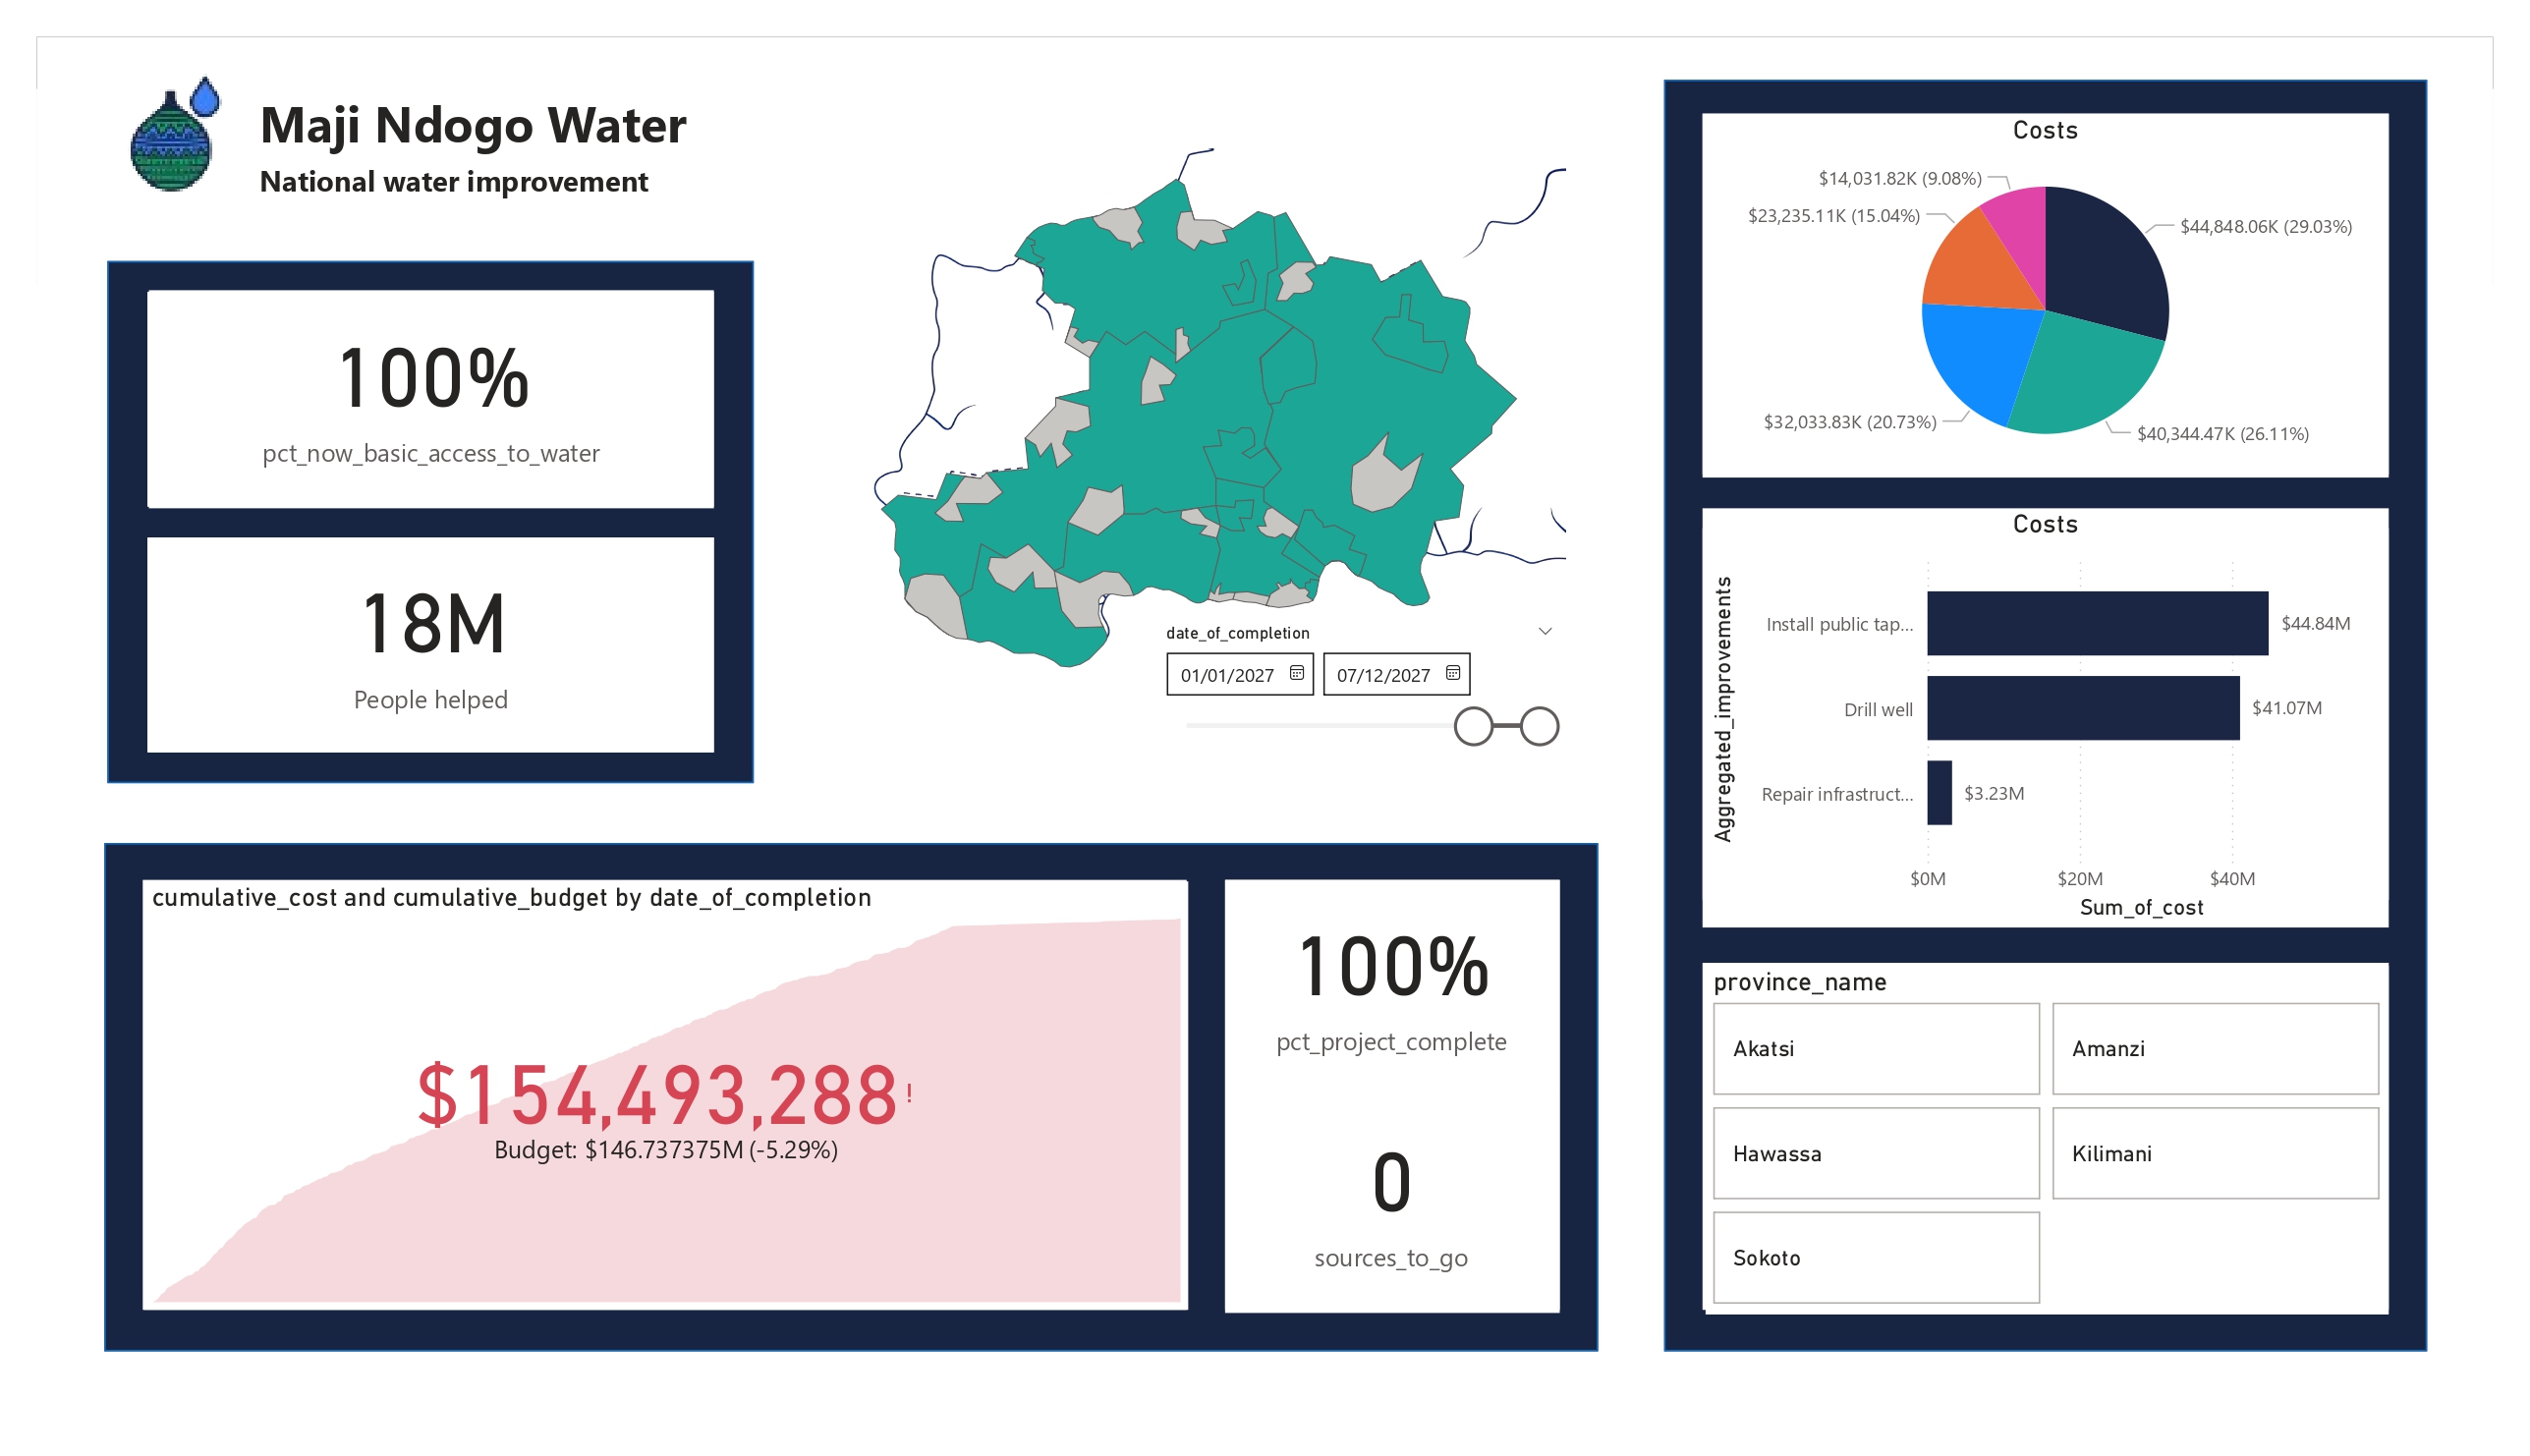 Maji Ndogo Water
National water improvement
100%
pct_now_basic_access_to_water
18M
People helped
date_of_completion
01/01/2027
07/12/2027
cumulative_cost and cumulative_budget by date_of_completion
$154,493,288!
Budget: $146.737375M (-5.29%)
100%
pct_project_complete
0
sources_to_go
Costs
$14,031.82K (9.08%)
$23,235.11K (15.04%)
$44,848.06K (29.03%)
$32,033.83K (20.73%)
$40,344.47K (26.11%)
Costs
Aggregated_improvements
Install public tap...
$44.84M
Drill well
$41.07M
Repair infrastruct...
$3.23M
$0M
$20M
$40M
Sum_of_cost
province_name
Akatsi
Amanzi
Hawassa
Kilimani
Sokoto